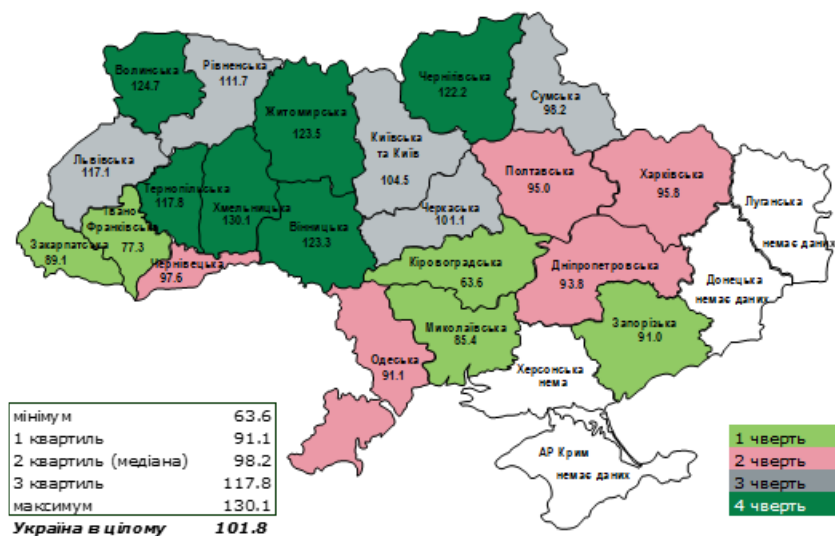 Волинська
124.7
Рівненська
111.7
Житомирська
123.5
Київська
та Київ
104.5
Чернігівська
122.2
Сумська
98.2
Львівська
117.1
Тернопільська
117.8
Хмельницька
130.1
Вінницька
123.3
Черкаська
101.1
Полтавська
95.0
Харківська
95.8
Луганська
немає даних
Івано
Франківська
77.3
Закарпатська
89.1
Чернівецька
97.6
Кіровоградська
63.6
Дніпропетровська
93.8
Донецька
немає даних
Миколаївська
85.4
Запорізька
91.0
Одеська
91.1
Херсонська
нема
АР Крим
немає даних
мінімум 63.6
1 квартиль 91.1
2 квартиль (медіана) 98.2
3 квартиль 117.8
максимум 130.1
Україна в цілому 101.8
1 чверть
2 чверть
3 чверть
4 чверть